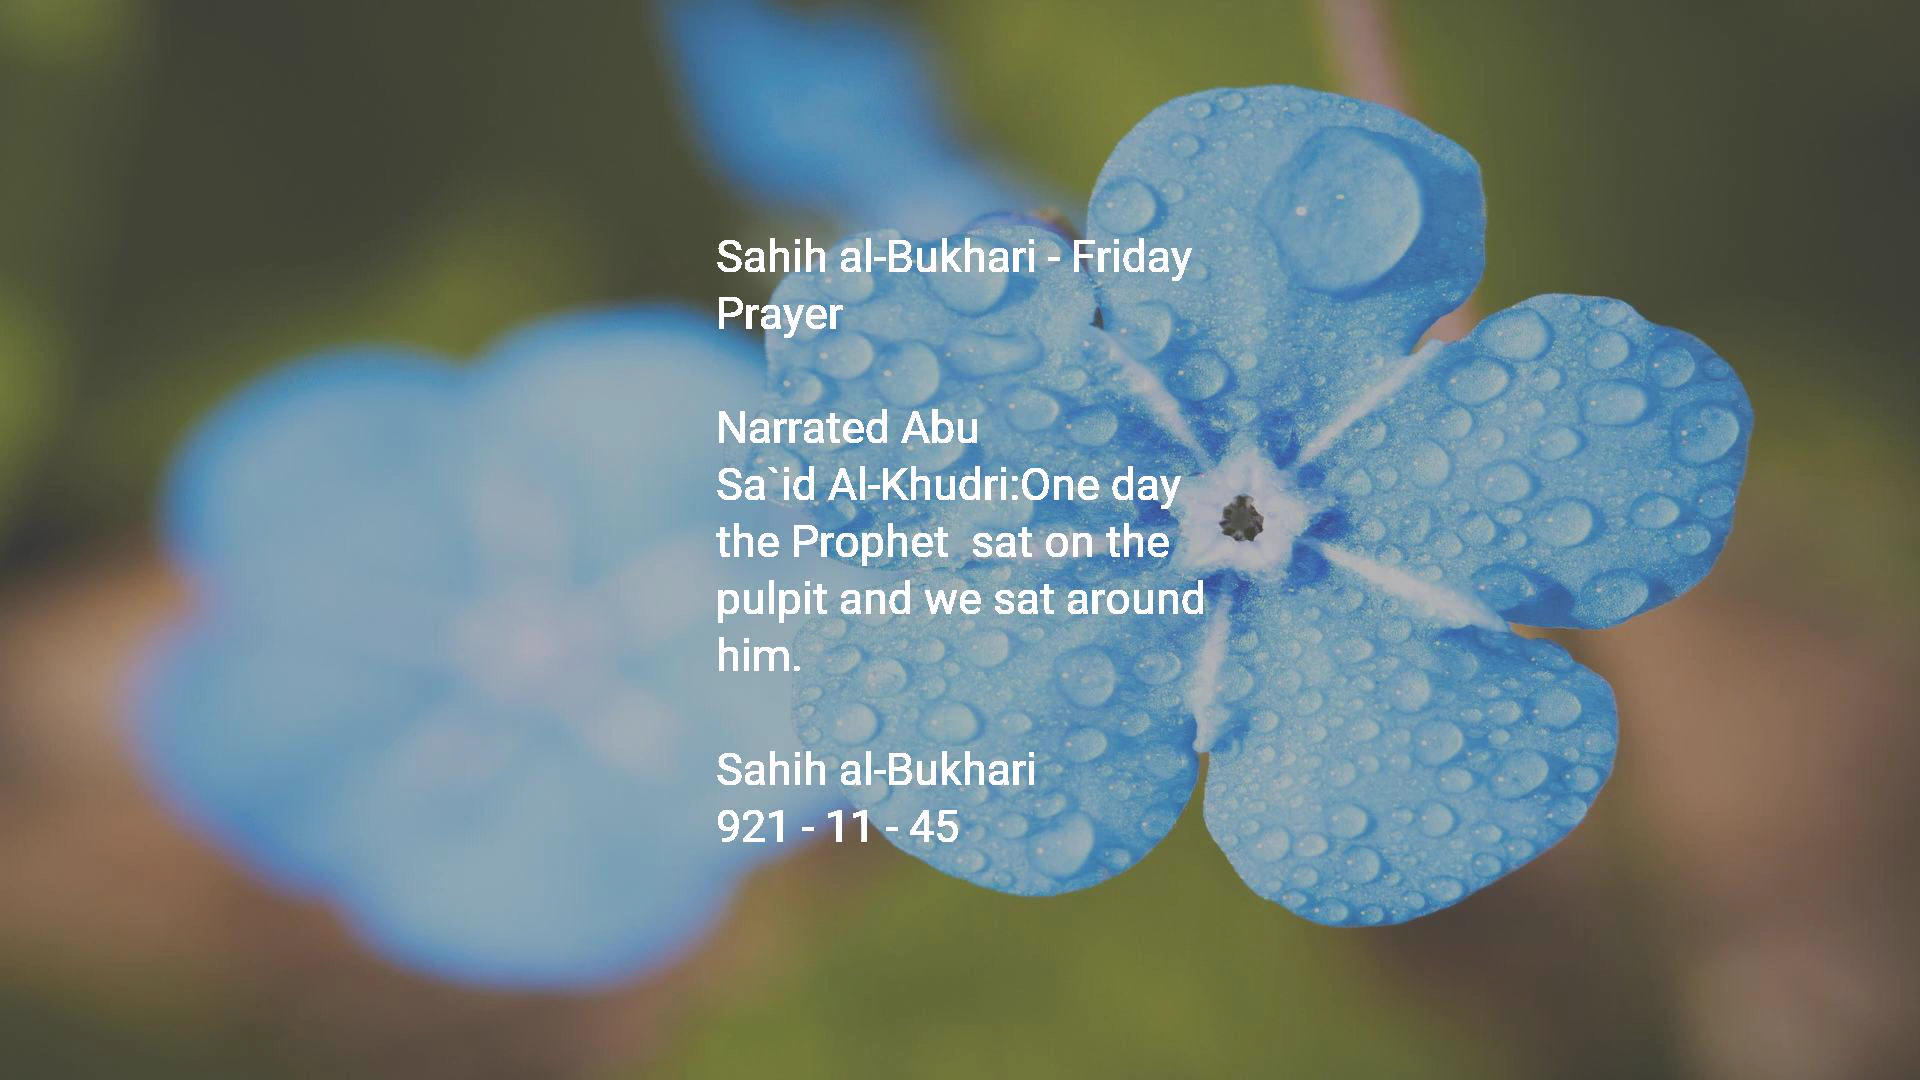 Sahih al-Bukhari - Friday
Prayer
Narrated Abu
Sa`id Al-Khudri:One day
the Prophet  sat on the
pulpit and we sat around
him.
Sahih al-Bukhari
921 - 11 - 45